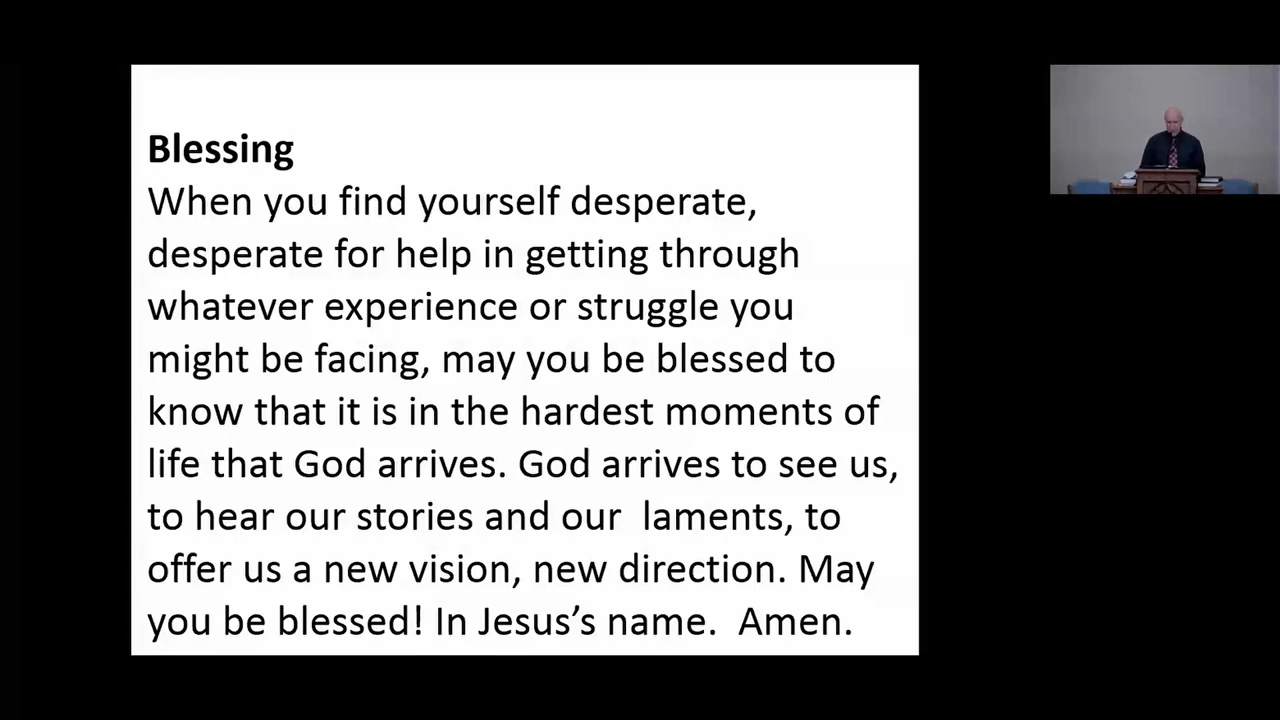 Blessing
When you find yourself desperate,
desperate for help in getting through
whatever experience or struggle you
might be facing, may you be blessed to
know that it is in the hardest moments of
life that God arrives. God arrives to see us,
to hear our stories and our  laments, to
offer us a new vision, new direction. May
you be blessed! In Jesus’s name.  Amen.